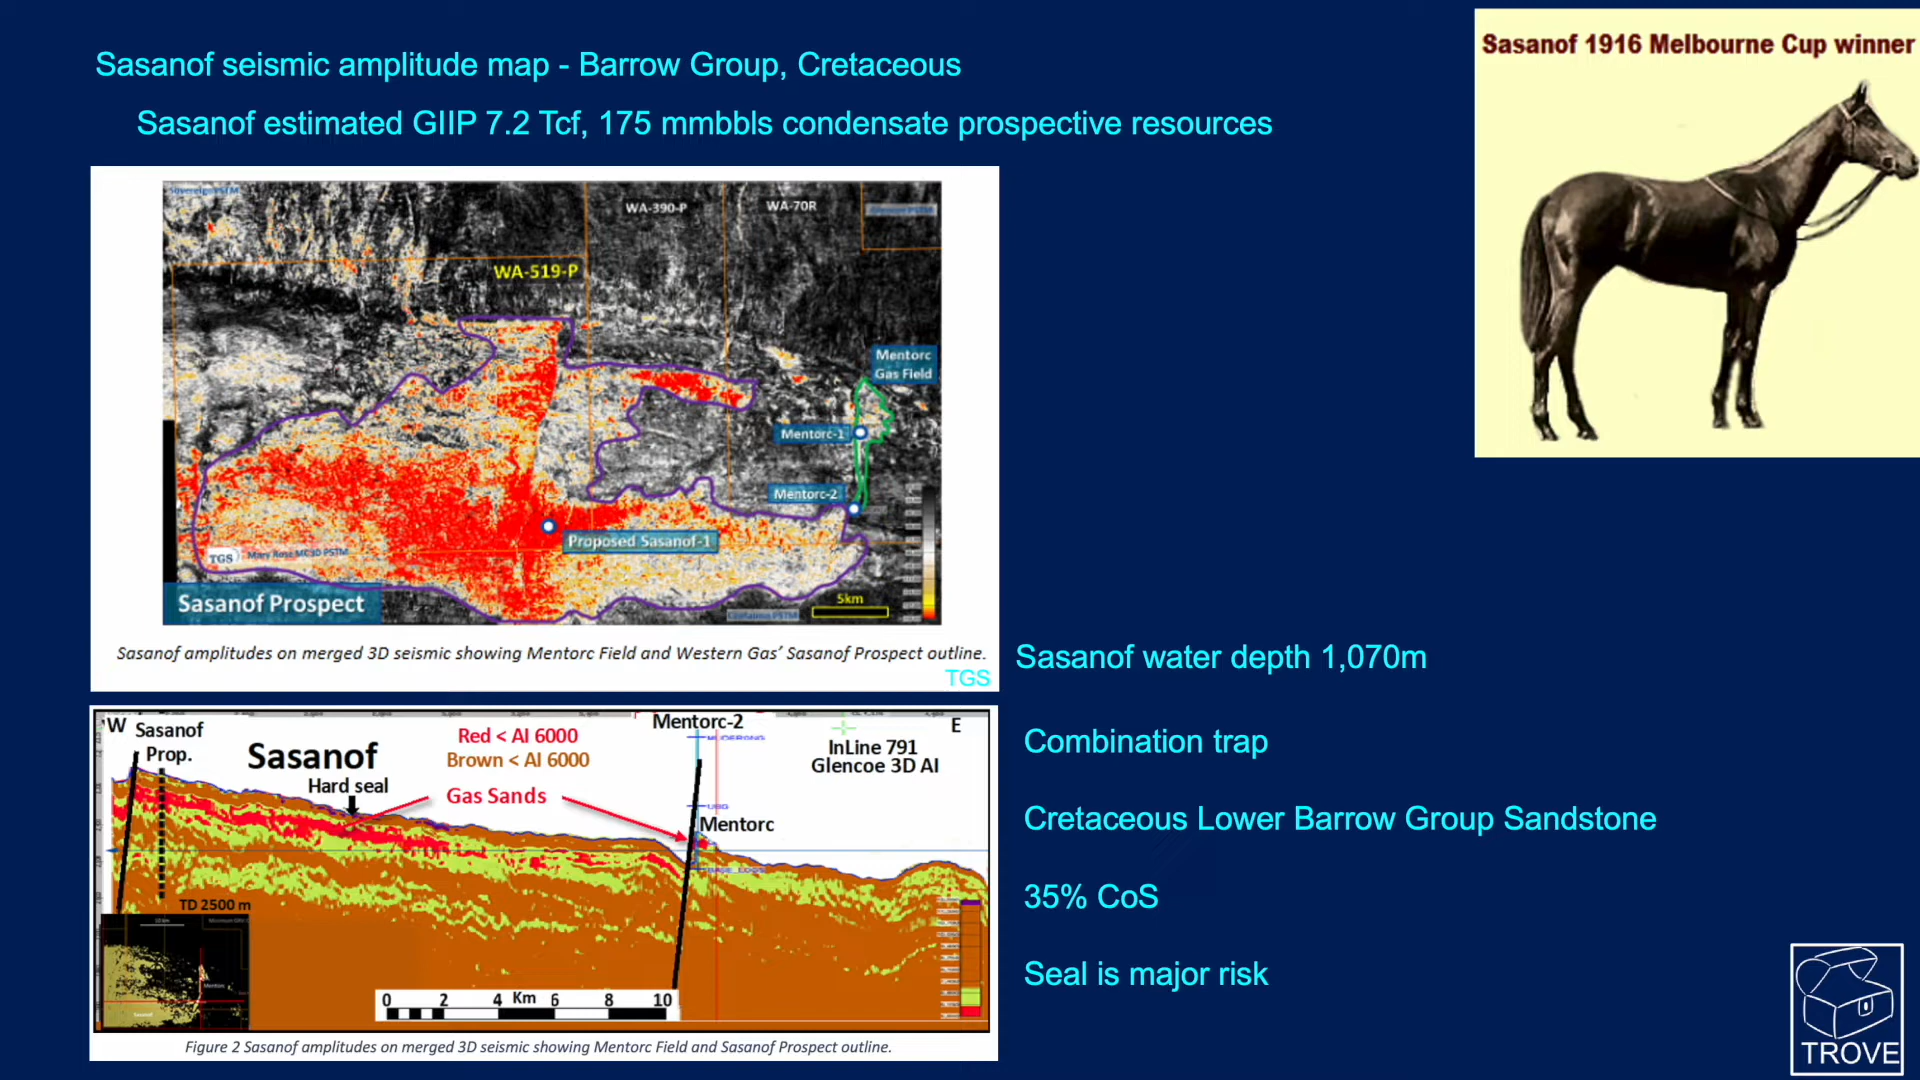 Sasanof seismic amplitude map - Barrow Group, Cretaceous
Sasanof estimated GIIP 7.2 Tcf, 175 mmbbls condensate prospective resources
Sasanof 1916 Melbourne Cup winner
Sovereign PSTM
WA-390-P
WA-70R
WA-519-P
Mentorc
Gas Field
Mentorc-1
Mentorc-2
Proposed Sasanof-1
TGS
Mary Rose MC3D PSTM
Sasanof Prospect
5km
Sasanof amplitudes on merged 3D seismic showing Mentorc Field and Western Gas' Sasanof Prospect outline.
TGS
Sasanof water depth 1,070m
Combination trap
Cretaceous Lower Barrow Group Sandstone
35% CoS
Seal is major risk
W
Sasanof
Prop.
Sasanof
Hard seal
Red < AI 6000
Brown < AI 6000
Gas Sands
Mentorc-2
E
InLine 791
Glencoe 3D AI
Mentorc
TD 2500 m
0 2 4 Km 6 8 10
Figure 2 Sasanof amplitudes on merged 3D seismic showing Mentorc Field and Sasanof Prospect outline.
TROVE